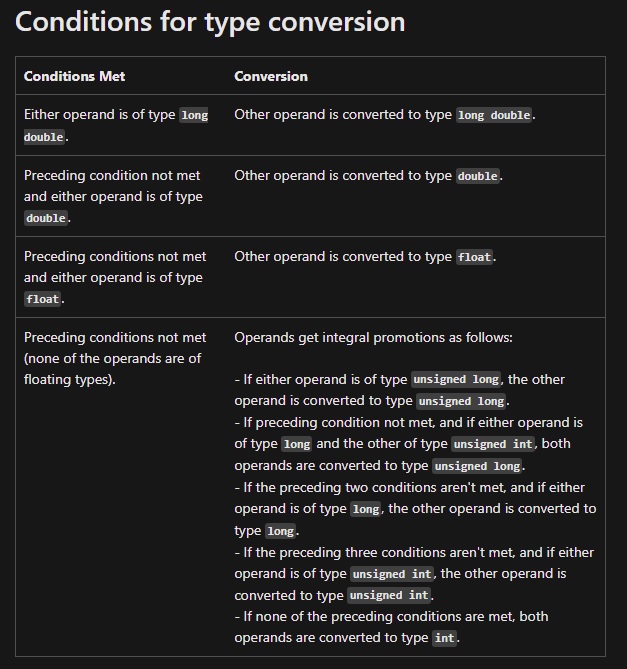 Conditions for type conversion
Conditions Met
Conversion
Either operand is of type long
double.
Other operand is converted to type long double.
Preceding condition not met
and either operand is of type
double.
Other operand is converted to type double.
Preceding conditions not met
and either operand is of type
float.
Other operand is converted to type float.
Preceding conditions not met
(none of the operands are of
floating types).
Operands get integral promotions as follows:
- If either operand is of type unsigned long, the other
operand is converted to type unsigned long.
- If preceding condition not met, and if either operand is
of type long and the other of type unsigned int, both
operands are converted to type unsigned long.
- If the preceding two conditions aren't met, and if either
operand is of type long, the other operand is converted to
type long.
- If the preceding three conditions aren't met, and if either
operand is of type unsigned int, the other operand is
converted to type unsigned int.
- If none of the preceding conditions are met, both
operands are converted to type int.